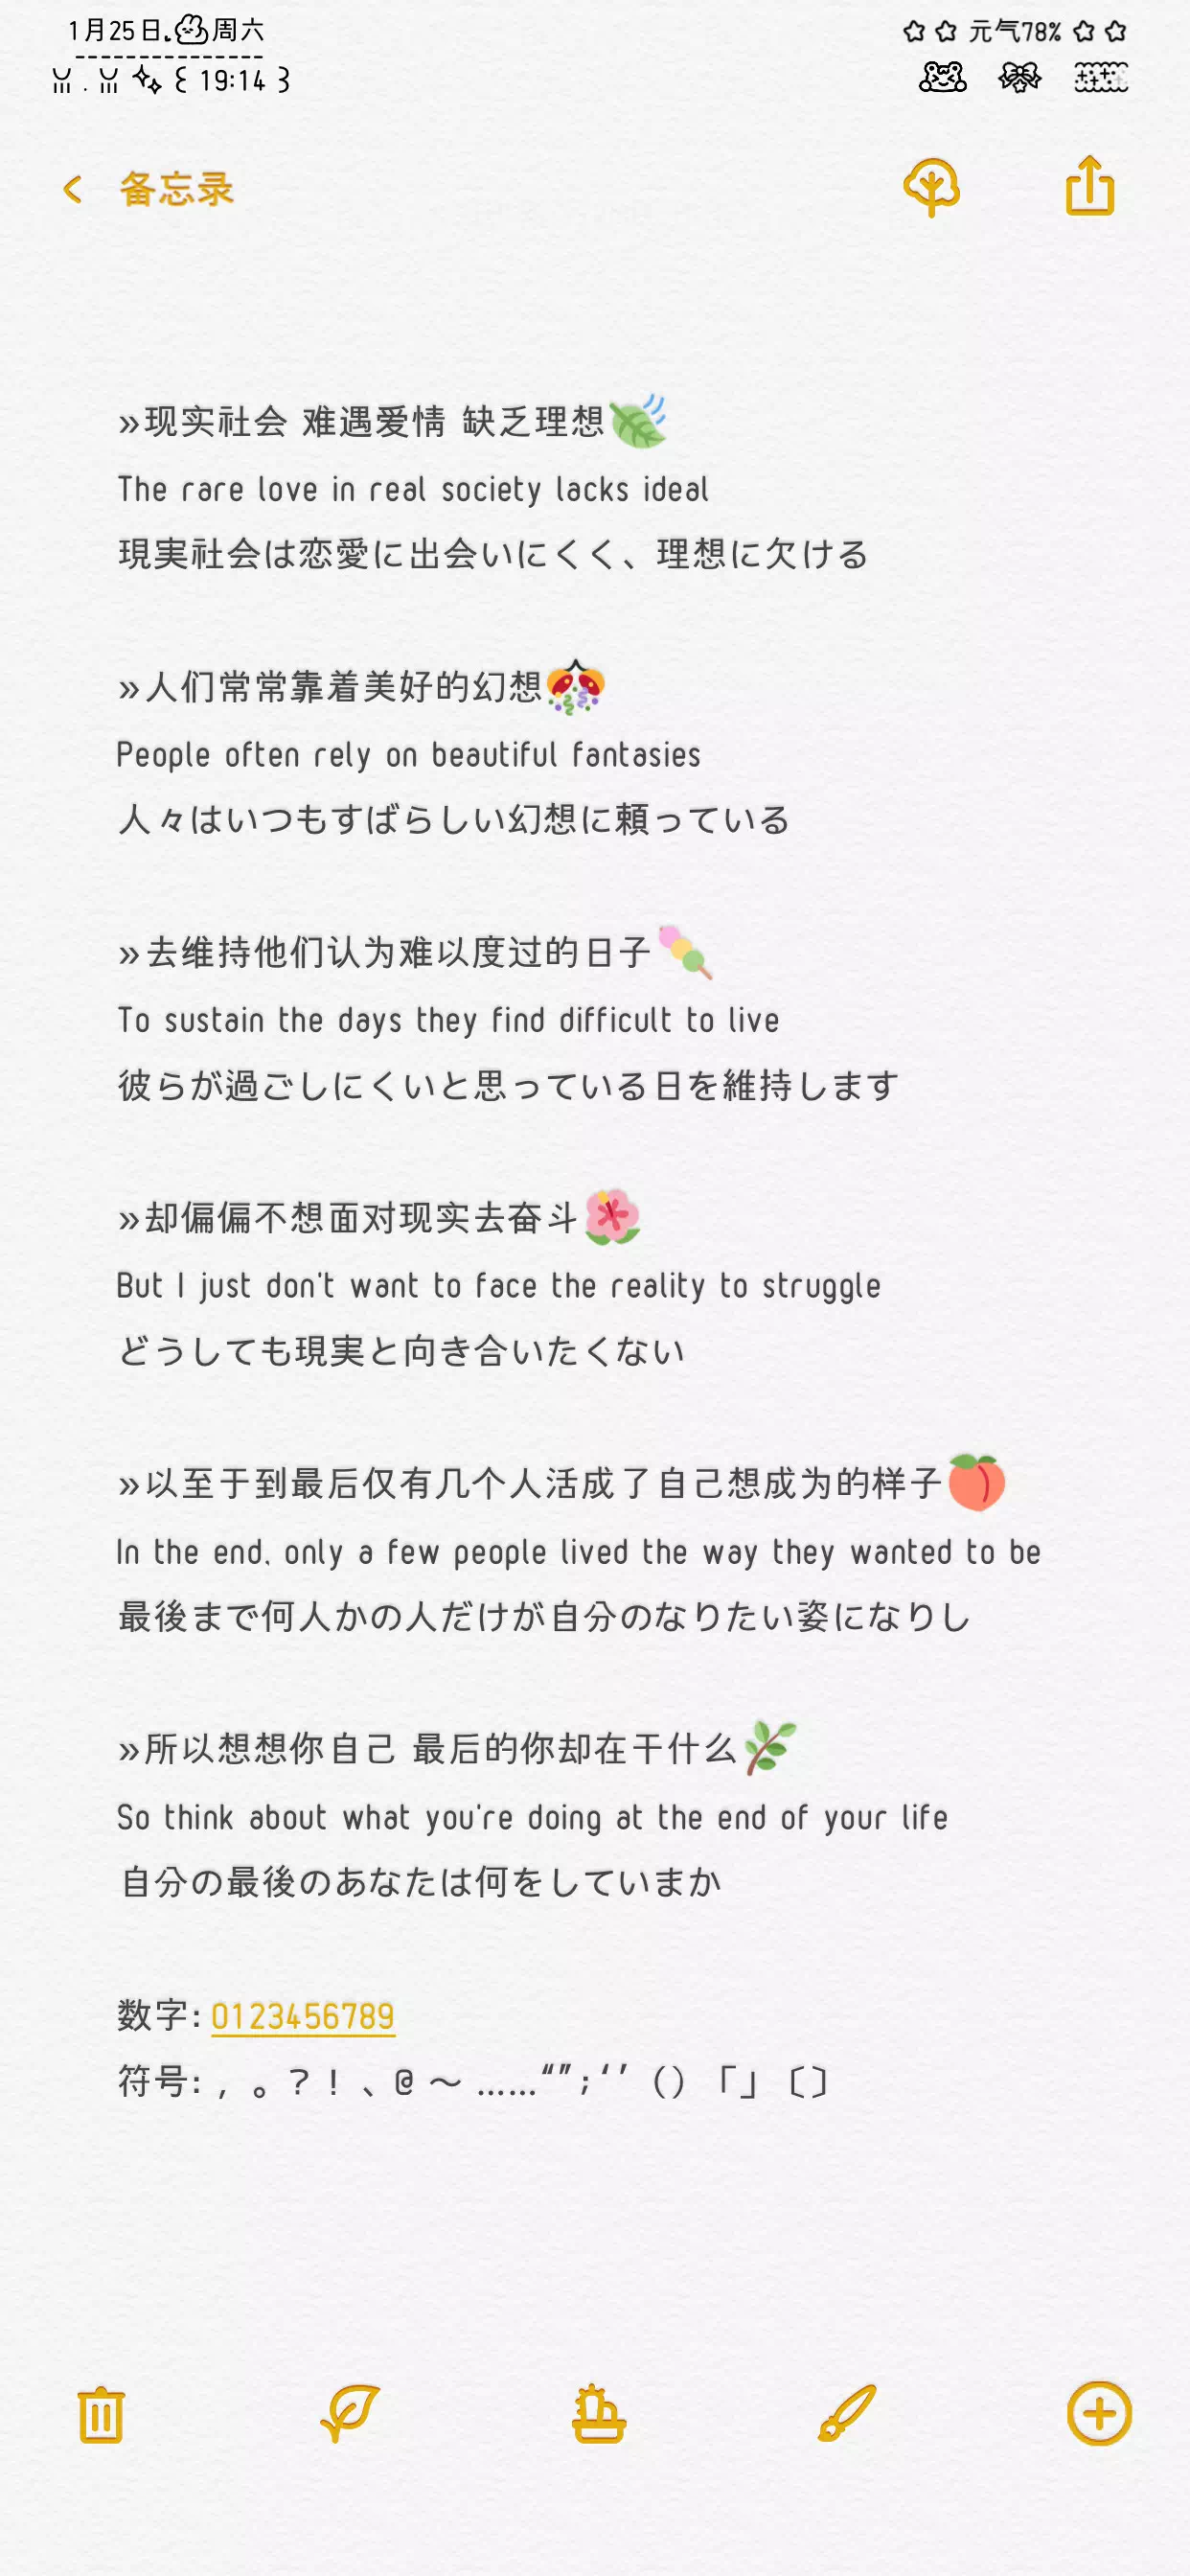 1月25日 周六
19:14
元气78%
备忘录
»现实社会 难遇爱情 缺乏理想
The rare love in real society lacks ideal
現実社会は恋愛に出会いにくく、理想に欠ける
»人们常常靠着美好的幻想
People often rely on beautiful fantasies
人々はいつもすばらしい幻想に頼っている
»去维持他们认为难以度过的日子
To sustain the days they find difficult to live
彼らが過ごしにくいと思っている日を維持します
»却偏偏不想面对现实去奋斗
But I just don't want to face the reality to struggle
どうしても現実と向き合いたくない
»以至于到最后仅有几个人活成了自己想成为的样子
In the end, only a few people lived the way they wanted to be
最後まで何人かの人だけが自分のなりたい姿になりし
»所以想想你自己 最后的你却在干什么
So think about what you're doing at the end of your life
自分の最後のあなたは何をしていまか
数字: 0123456789
符号: , 。? ! 、@ ～ ……“”;‘’ () 「」〔〕